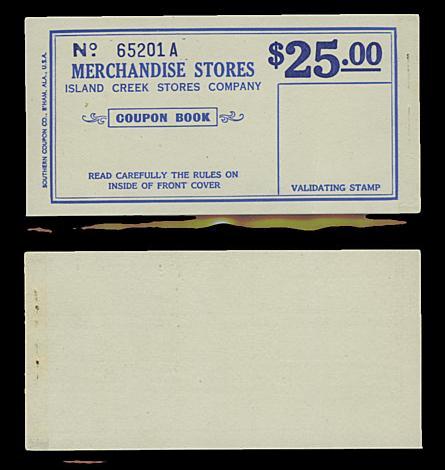 Nº 65201A
$25.00
MERCHANDISE STORES
ISLAND CREEK STORES COMPANY
COUPON BOOK
READ CAREFULLY THE RULES ON
INSIDE OF FRONT COVER
VALIDATING STAMP
SOUTHERN COUPON CO., B'HAM, ALA., U.S.A.